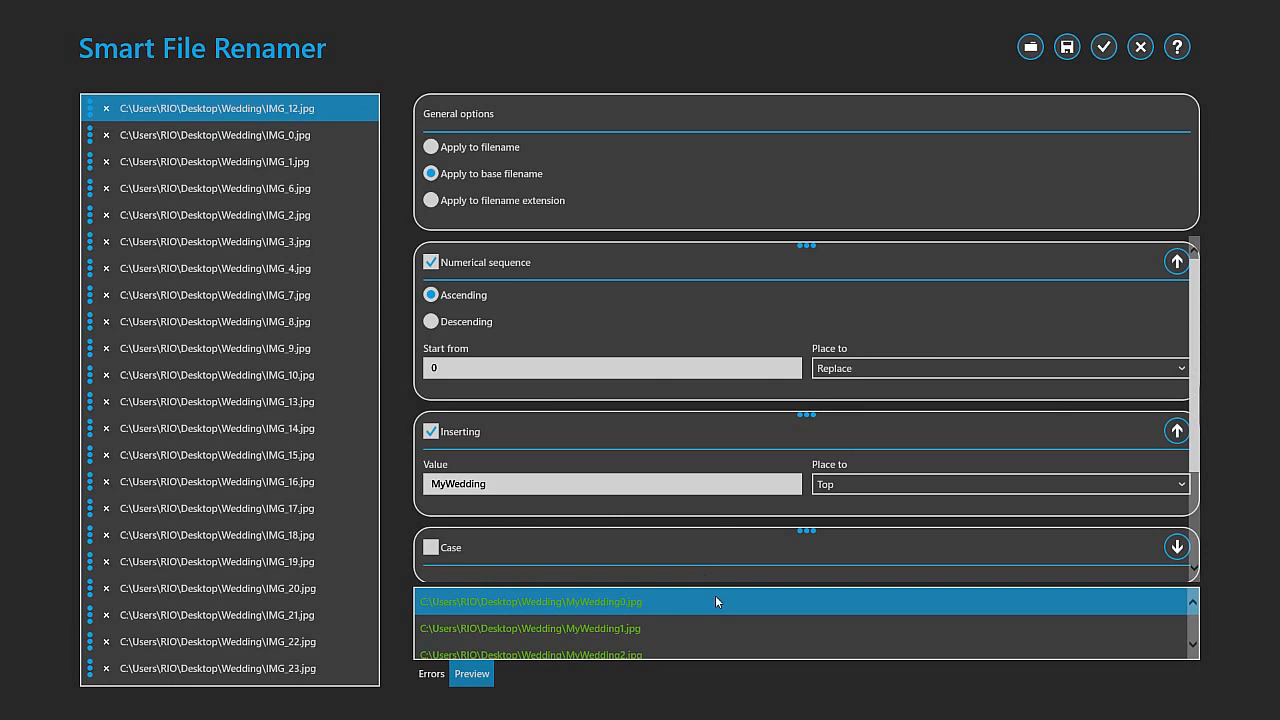 Smart File Renamer
C:\Users\RIO\Desktop\Wedding\IMG_12.jpg
C:\Users\RIO\Desktop\Wedding\IMG_0.jpg
C:\Users\RIO\Desktop\Wedding\IMG_1.jpg
C:\Users\RIO\Desktop\Wedding\IMG_6.jpg
C:\Users\RIO\Desktop\Wedding\IMG_2.jpg
C:\Users\RIO\Desktop\Wedding\IMG_3.jpg
C:\Users\RIO\Desktop\Wedding\IMG_4.jpg
C:\Users\RIO\Desktop\Wedding\IMG_7.jpg
C:\Users\RIO\Desktop\Wedding\IMG_8.jpg
C:\Users\RIO\Desktop\Wedding\IMG_9.jpg
C:\Users\RIO\Desktop\Wedding\IMG_10.jpg
C:\Users\RIO\Desktop\Wedding\IMG_13.jpg
C:\Users\RIO\Desktop\Wedding\IMG_14.jpg
C:\Users\RIO\Desktop\Wedding\IMG_15.jpg
C:\Users\RIO\Desktop\Wedding\IMG_16.jpg
C:\Users\RIO\Desktop\Wedding\IMG_17.jpg
C:\Users\RIO\Desktop\Wedding\IMG_18.jpg
C:\Users\RIO\Desktop\Wedding\IMG_19.jpg
C:\Users\RIO\Desktop\Wedding\IMG_20.jpg
C:\Users\RIO\Desktop\Wedding\IMG_21.jpg
C:\Users\RIO\Desktop\Wedding\IMG_22.jpg
C:\Users\RIO\Desktop\Wedding\IMG_23.jpg
General options
Apply to filename
Apply to base filename
Apply to filename extension
Numerical sequence
Ascending
Descending
Start from Place to
0 Replace
Inserting
Value Place to
MyWedding Top
Case
C:\Users\RIO\Desktop\Wedding\MyWedding0.jpg
C:\Users\RIO\Desktop\Wedding\MyWedding1.jpg
C:\Users\RIO\Desktop\Wedding\MyWedding2.jpg
Errors Preview